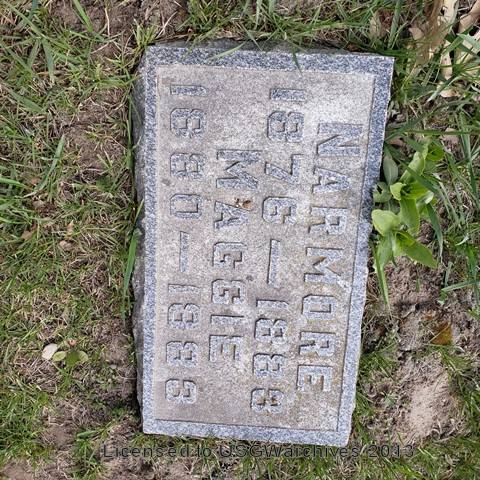 NARMORE
1876—1883
MAGGIE
1880—1883
Licensed to USGWarchives 2013